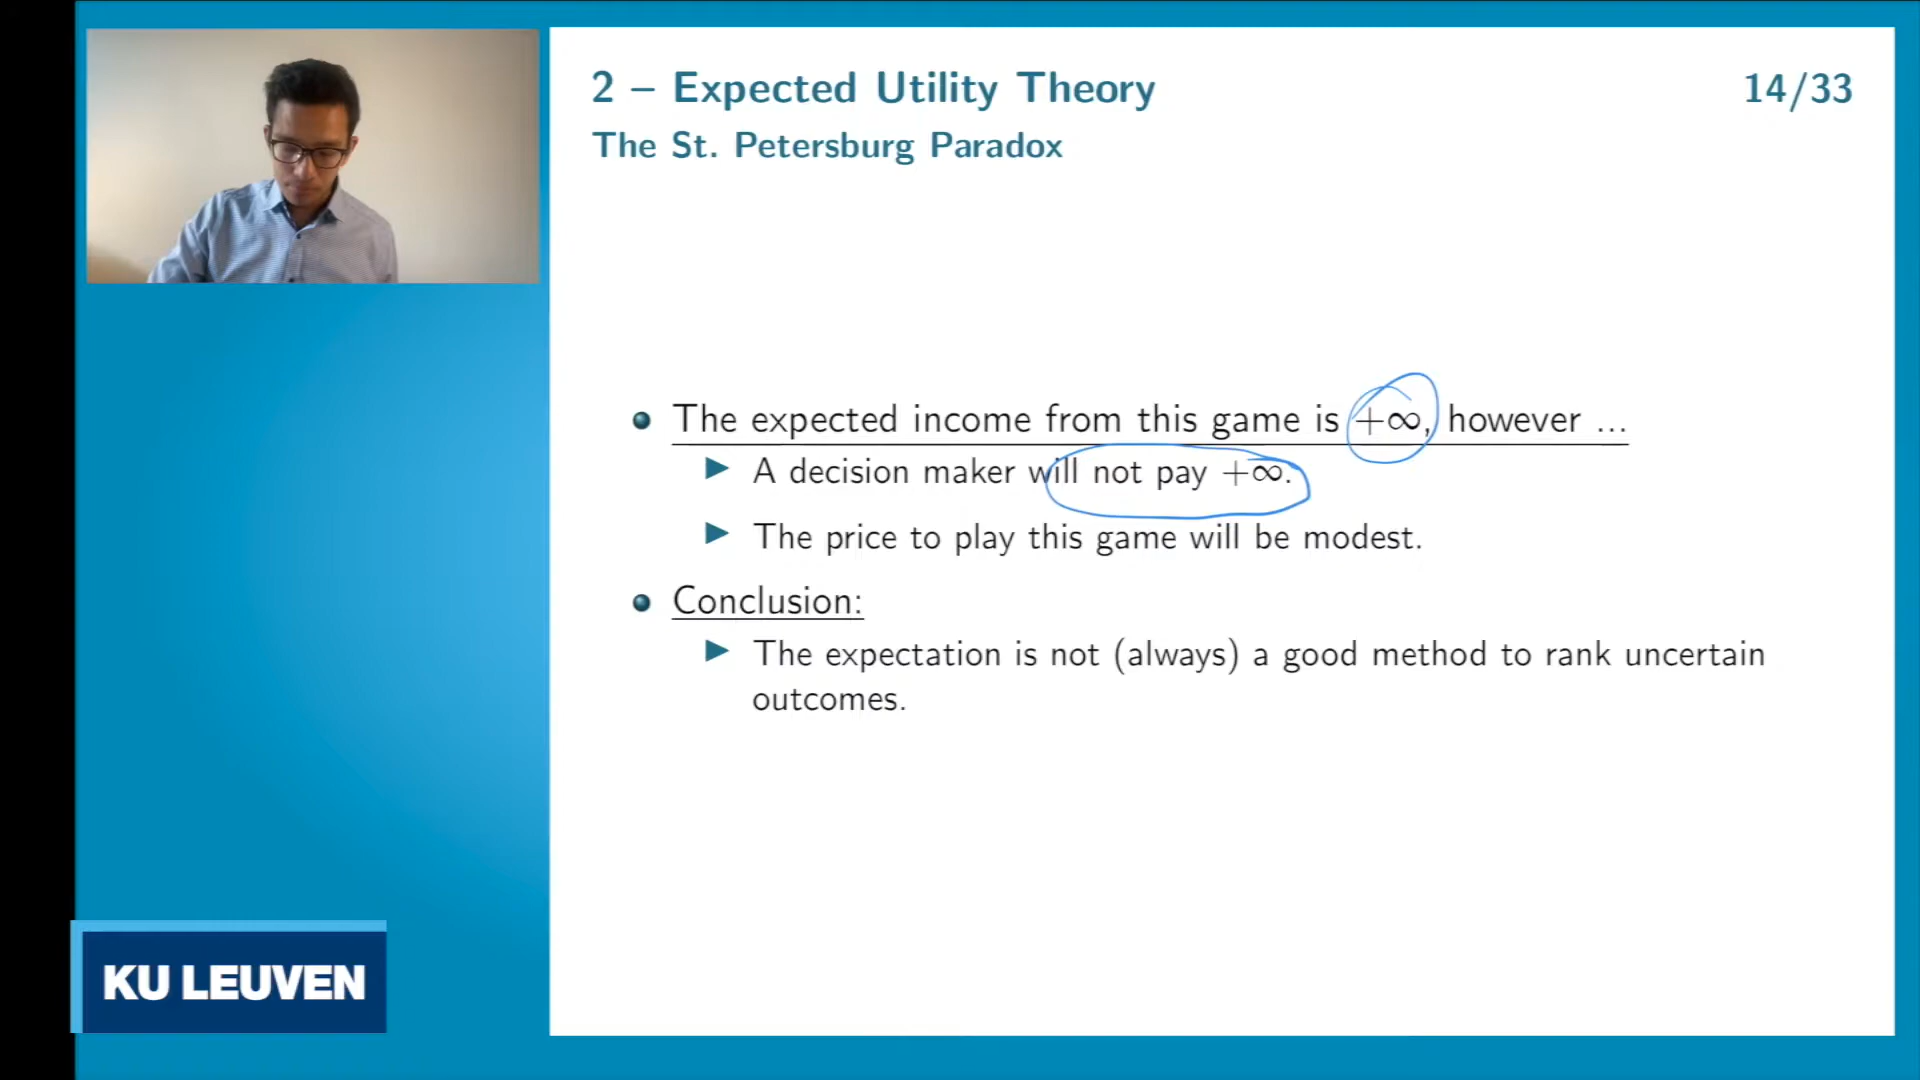 2 – Expected Utility Theory
14/33
The St. Petersburg Paradox
The expected income from this game is +∞, however ...
A decision maker will not pay +∞.
The price to play this game will be modest.
Conclusion:
The expectation is not (always) a good method to rank uncertain
outcomes.
KU LEUVEN